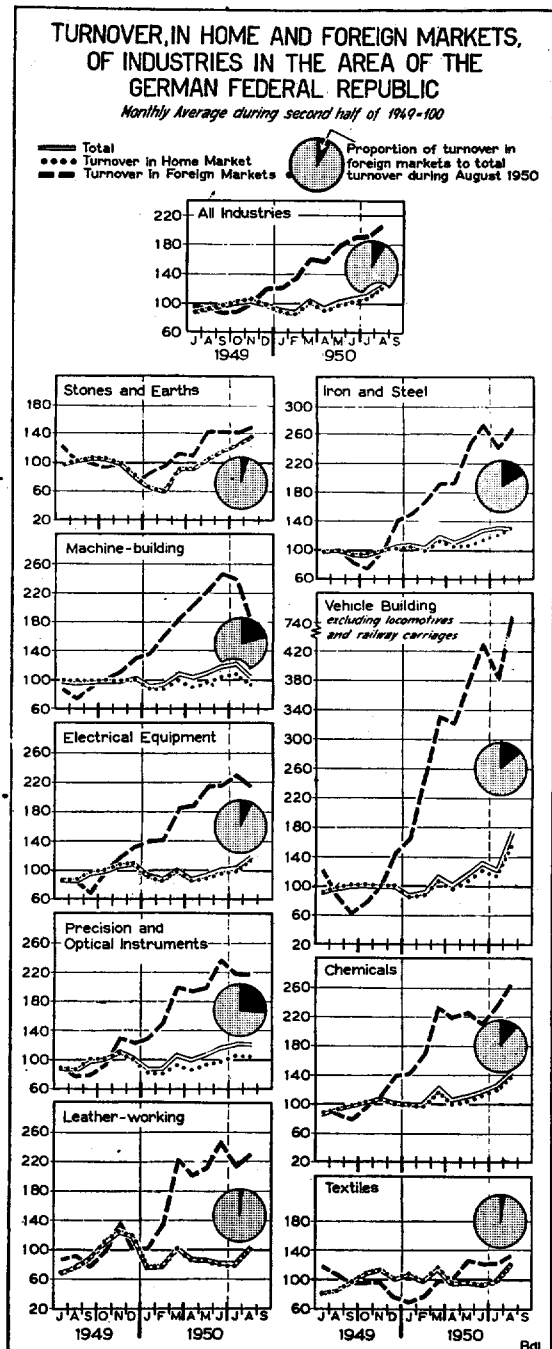 TURNOVER, IN HOME AND FOREIGN MARKETS,
OF INDUSTRIES IN THE AREA OF THE
GERMAN FEDERAL REPUBLIC
Monthly Average during second half of 1949=100
Total
Turnover in Home Market
Turnover in Foreign Markets
Proportion of turnover in
foreign markets to total
turnover during August 1950
All Industries
220
180
140
100
60
J A S O N D J F M A M J J A S
1949 1950
Stones and Earths
180
140
100
60
20
Iron and Steel
300
260
220
180
140
100
60
Machine-building
260
220
180
140
100
60
Vehicle Building
excluding locomotives
and railway carriages
740
420
380
340
300
260
220
180
140
100
60
20
Electrical Equipment
260
220
180
140
100
60
Precision and
Optical Instruments
260
220
180
140
100
60
Chemicals
260
220
180
140
100
60
20
Leather-working
260
220
180
140
100
60
20
J A S O N D J F M A M J J A S
1949 1950
Textiles
180
140
100
60
20
J A S O N D J F M A M J J A S
1949 1950
BdL